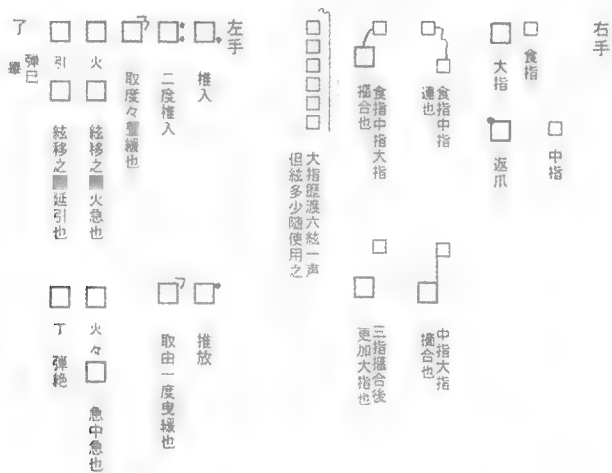 右手
食指
大指
中指
返爪
食指中指
連也
中指大指
搔合也
食指中指大指
搔合也
三指搔合後
更加大指也
大指歴渡六絃一声
但絃多少随使用之
左手
推入
推放
二度推入
取由一度曳緩也
取度々緩也
火
絃移之火急也
火々
急中急也
引
絃移之延引也
丁
弾絶
了
弾已